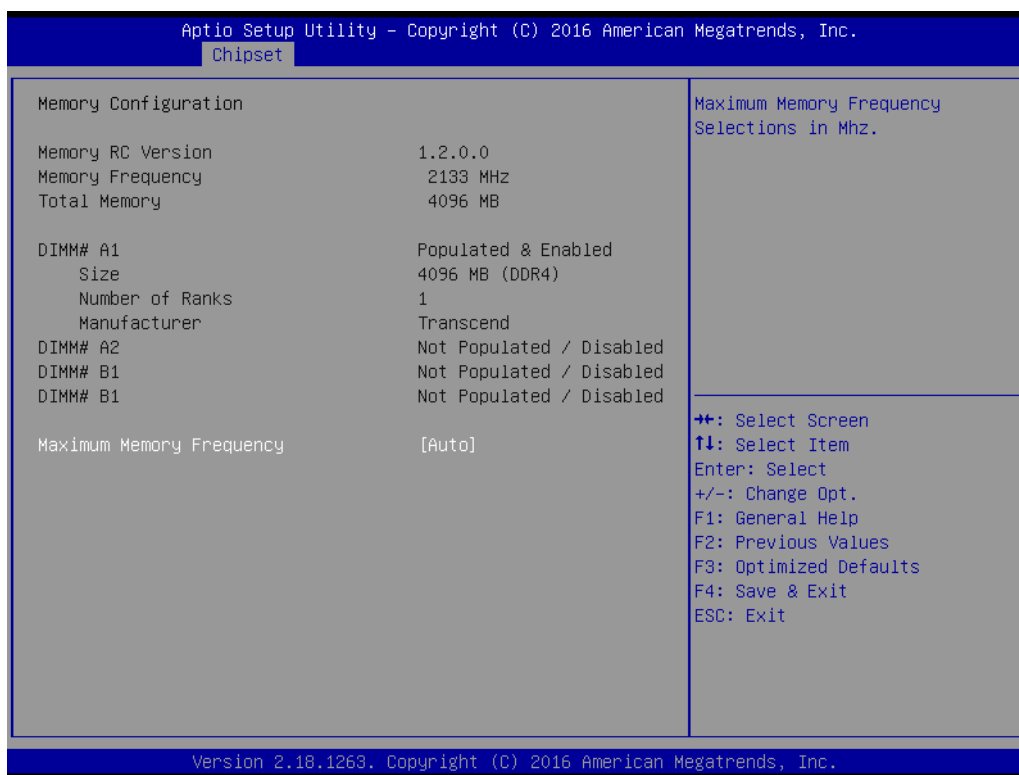 Aptio Setup Utility – Copyright (C) 2016 American Megatrends, Inc.
Chipset
Memory Configuration
Memory RC Version 1.2.0.0
Memory Frequency 2133 MHz
Total Memory 4096 MB
DIMM# A1 Populated & Enabled
Size 4096 MB (DDR4)
Number of Ranks 1
Manufacturer Transcend
DIMM# A2 Not Populated / Disabled
DIMM# B1 Not Populated / Disabled
DIMM# B1 Not Populated / Disabled
Maximum Memory Frequency [Auto]
Maximum Memory Frequency
Selections in Mhz.
→←: Select Screen
↑↓: Select Item
Enter: Select
+/-: Change Opt.
F1: General Help
F2: Previous Values
F3: Optimized Defaults
F4: Save & Exit
ESC: Exit
Version 2.18.1263. Copyright (C) 2016 American Megatrends, Inc.